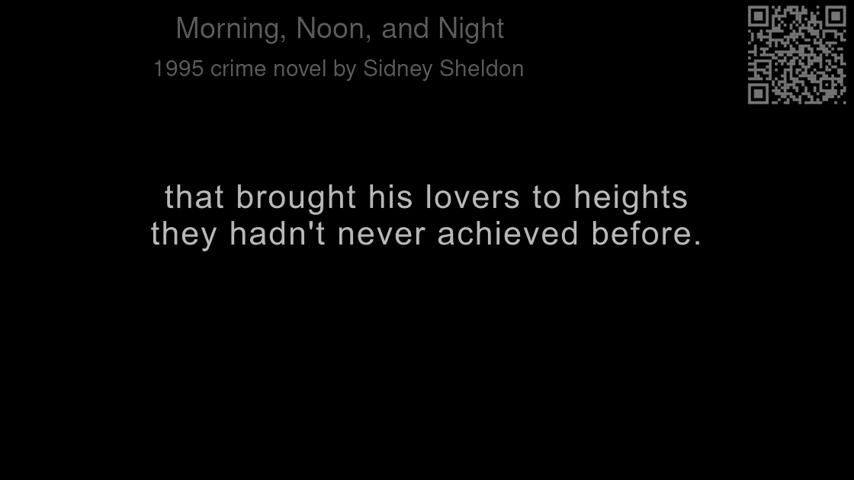 Morning, Noon, and Night
1995 crime novel by Sidney Sheldon
that brought his lovers to heights
they hadn't never achieved before.